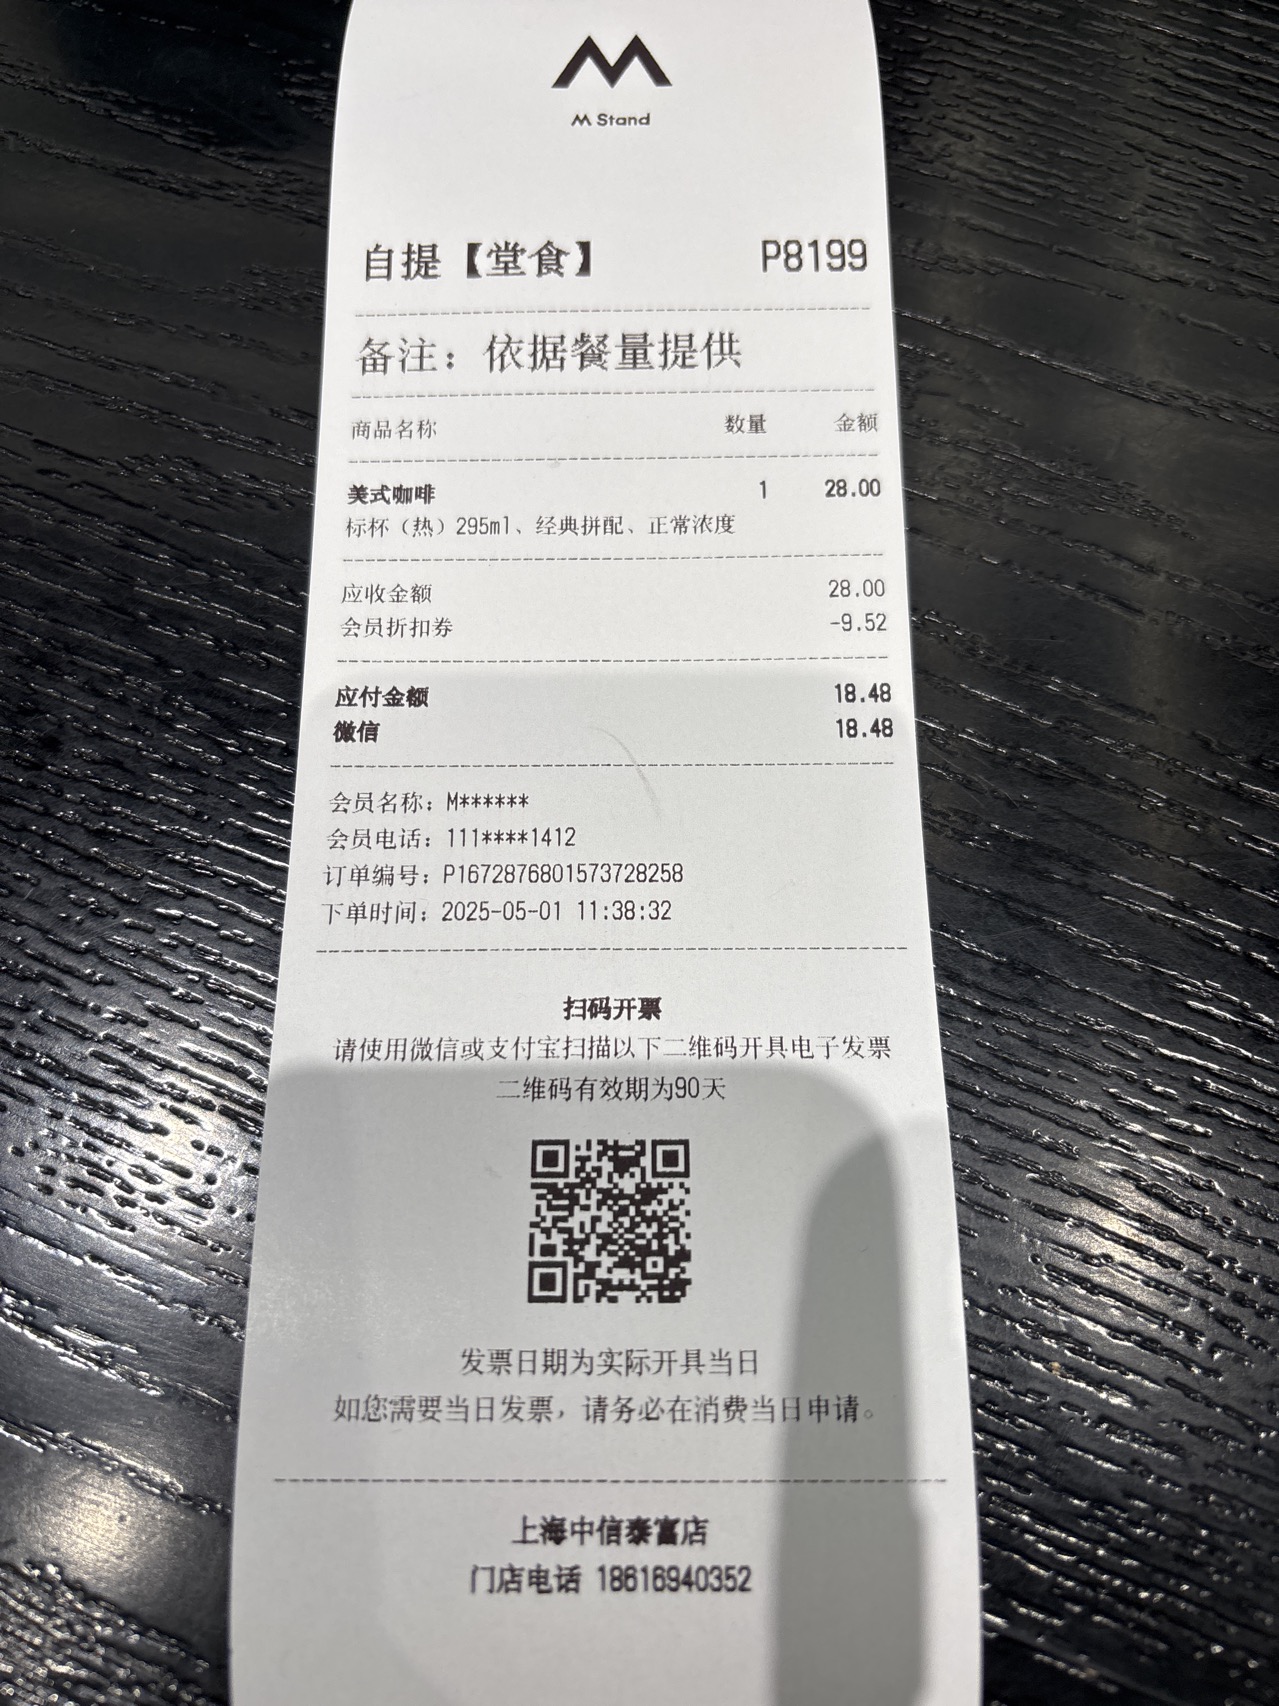 M Stand
自提【堂食】 P8199
备注：依据餐量提供
商品名称 数量 金额
美式咖啡 1 28.00
标杯（热）295ml、经典拼配、正常浓度
应收金额 28.00
会员折扣券 -9.52
应付金额 18.48
微信 18.48
会员名称：M******
会员电话：111****1412
订单编号：P1672876801573728258
下单时间：2025-05-01 11:38:32
扫码开票
请使用微信或支付宝扫描以下二维码开具电子发票
二维码有效期为90天
发票日期为实际开具当日
如您需要当日发票，请务必在消费当日申请。
上海中信泰富店
门店电话 18616940352